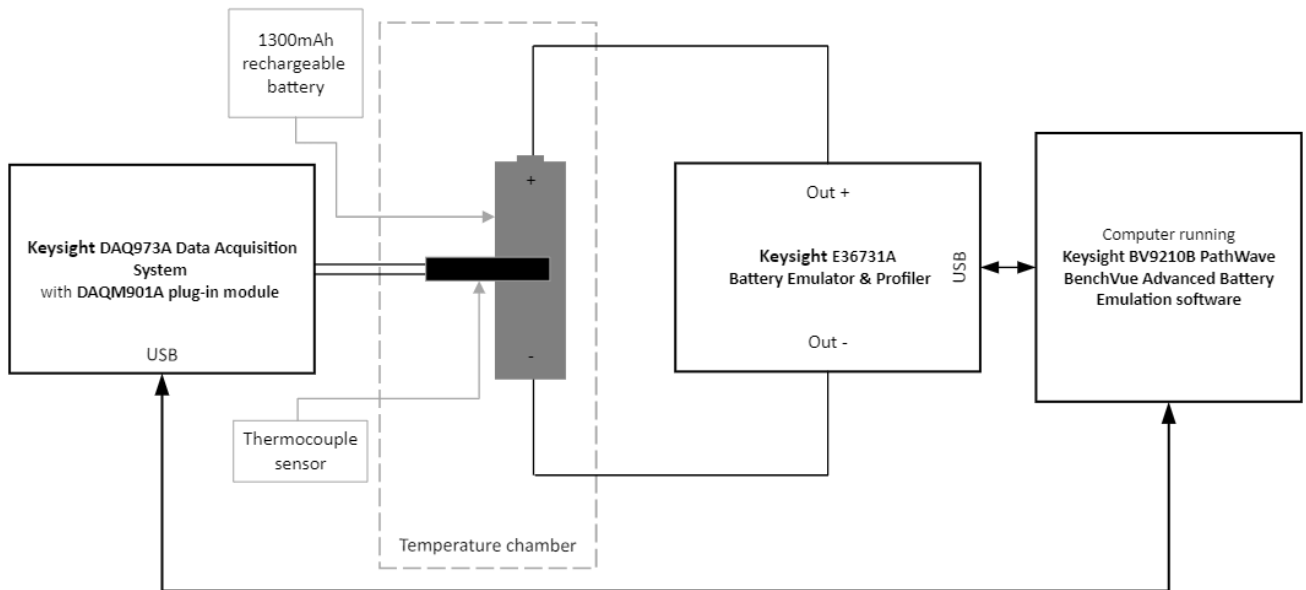 1300mAh
rechargeable
battery
Keysight DAQ973A Data Acquisition
System
with DAQM901A plug-in module
USB
Thermocouple
sensor
+
-
Temperature chamber
Out +
Keysight E36731A
Battery Emulator & Profiler
USB
Out -
Computer running
Keysight BV9210B PathWave
BenchVue Advanced Battery
Emulation software